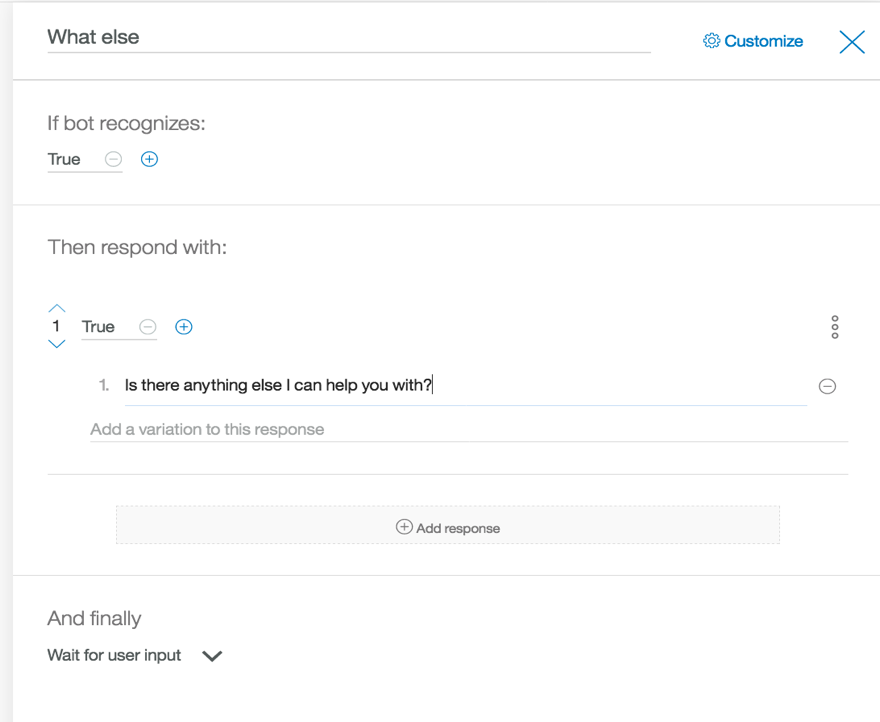 What else
Customize
If bot recognizes:
True
Then respond with:
1 True
1. Is there anything else I can help you with?
Add a variation to this response
Add response
And finally
Wait for user input